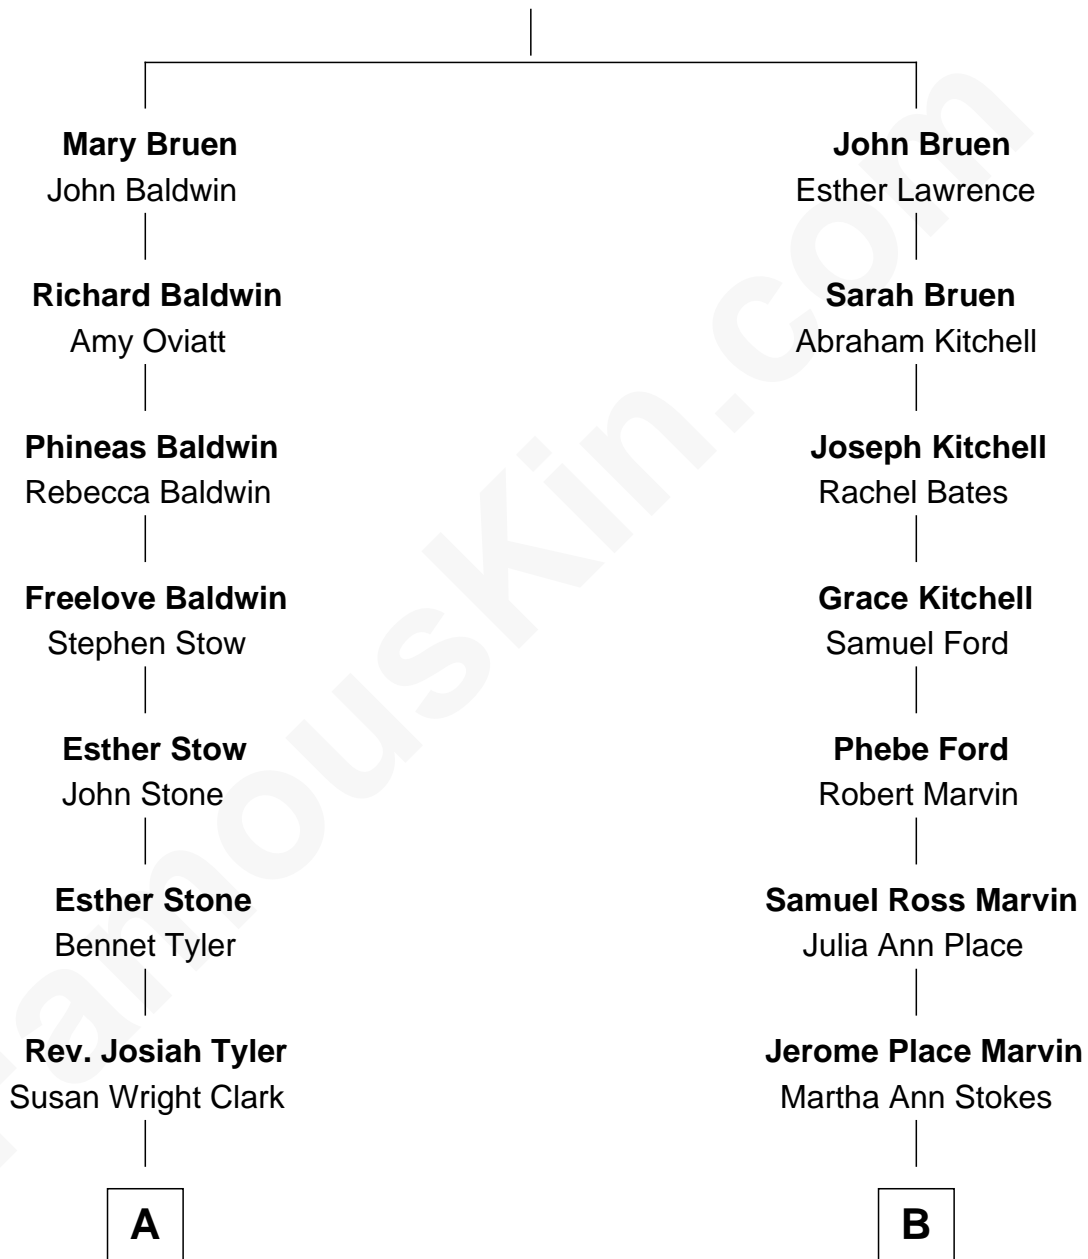 Mary Bruen
John Baldwin
John Bruen
Esther Lawrence
Richard Baldwin
Amy Oviatt
Sarah Bruen
Abraham Kitchell
Phineas Baldwin
Rebecca Baldwin
Joseph Kitchell
Rachel Bates
Freelove Baldwin
Stephen Stow
Grace Kitchell
Samuel Ford
Esther Stow
John Stone
Phebe Ford
Robert Marvin
Esther Stone
Bennet Tyler
Samuel Ross Marvin
Julia Ann Place
Rev. Josiah Tyler
Susan Wright Clark
Jerome Place Marvin
Martha Ann Stokes
A
B
FamousKin.com